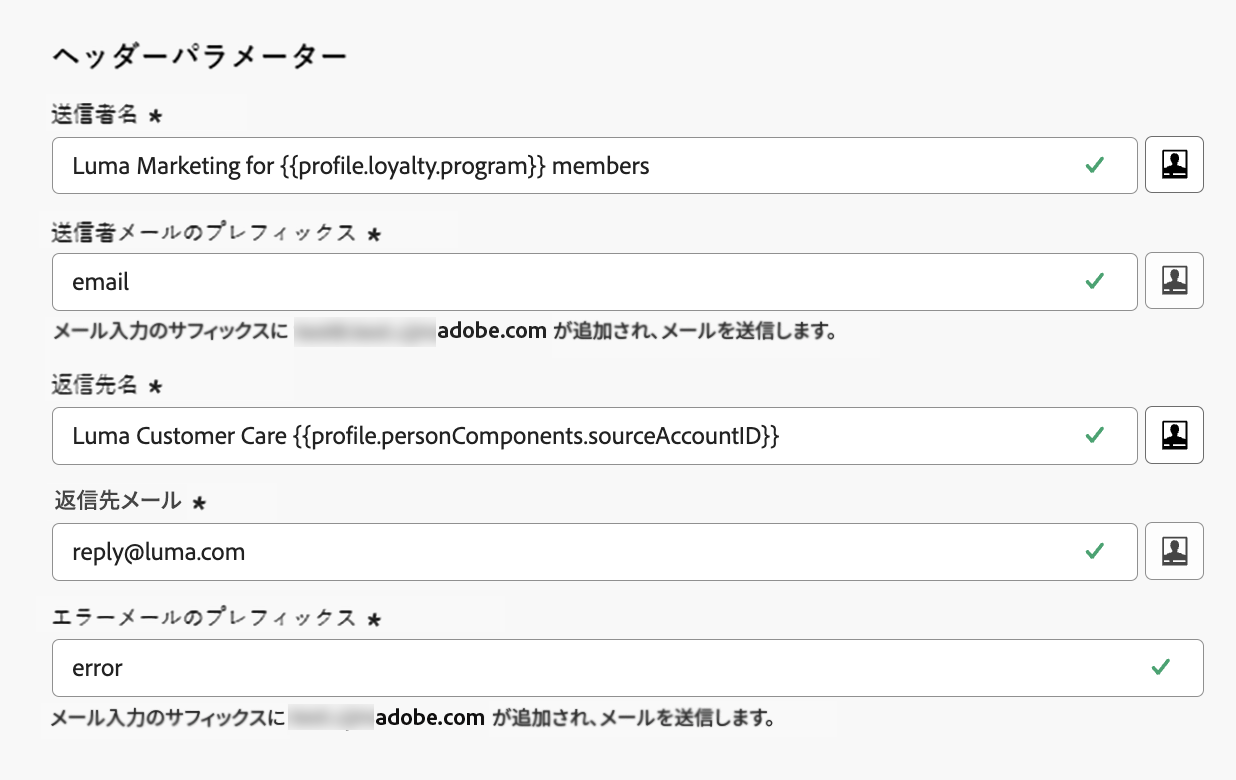 ヘッダーパラメーター
送信者名 *
Luma Marketing for {{profile.loyalty.program}} members
送信者メールのプレフィックス *
email
メール入力のサフィックスに adobe.com が追加され、メールを送信します。
返信先名 *
Luma Customer Care {{profile.personComponents.sourceAccountID}}
返信先メール *
reply@luma.com
エラーメールのプレフィックス *
error
メール入力のサフィックスに adobe.com が追加され、メールを送信します。